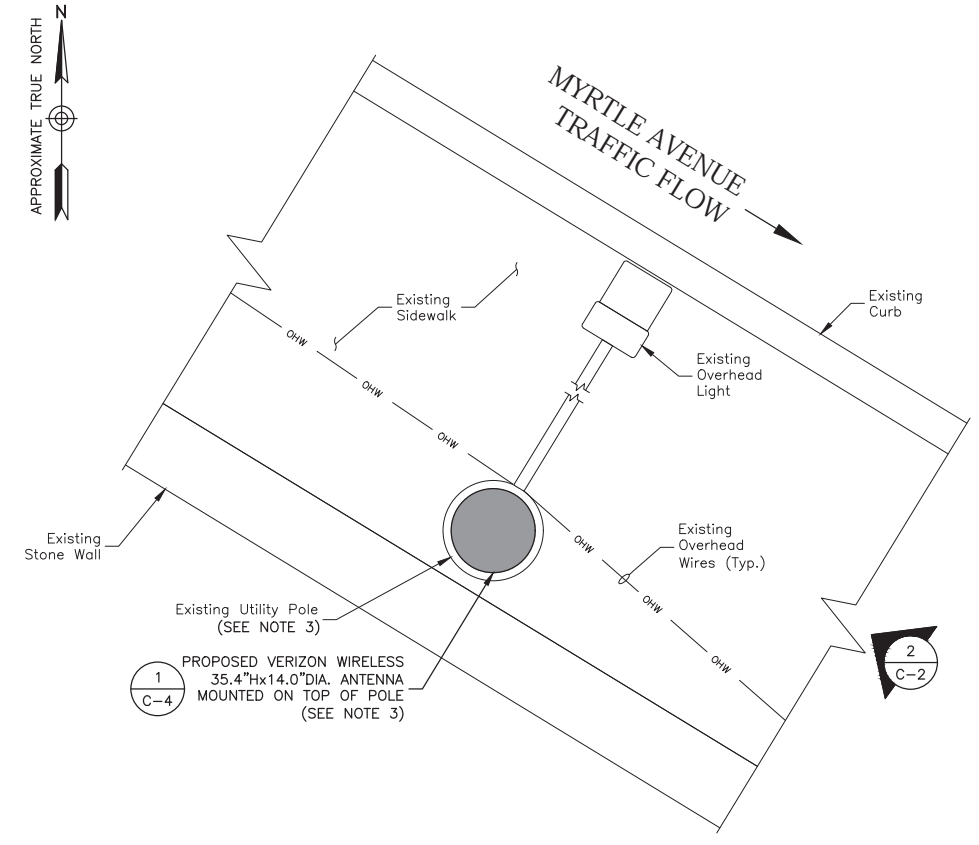 N
APPROXIMATE TRUE NORTH
MYRTLE AVENUE
TRAFFIC FLOW
Existing
Curb
Existing
Sidewalk
Existing
Overhead
Light
OHW
OHW
OHW
Existing
Stone Wall
Existing
Overhead
Wires (Typ.)
OHW
OHW
OHW
Existing Utility Pole
(SEE NOTE 3)
1
C-4
PROPOSED VERIZON WIRELESS
35.4"Hx14.0"DIA. ANTENNA
MOUNTED ON TOP OF POLE
(SEE NOTE 3)
2
C-2